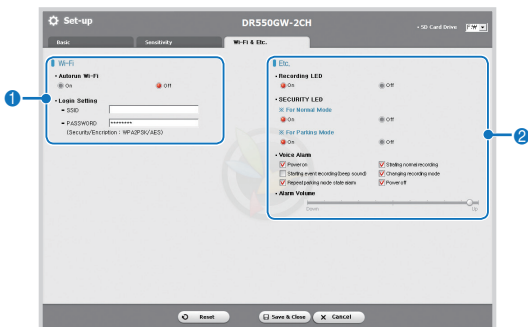 Set-up
DR550GW-2CH
• SD Card Drive F:\
Basic
Sensitivity
Wi-Fi & Etc.
1
Wi-Fi
• Autorun Wi-Fi
On
Off
• Login Setting
- SSID
- PASSWORD ********
(Security/Encription : WPA2PSK/AES)
2
Etc.
• Recording LED
On
Off
• SECURITY LED
※ For Normal Mode
On
Off
※ For Parking Mode
On
Off
• Voice Alarm
Power on
Starting normal recording
Starting event recording(beep sound)
Changing recording mode
Repeat parking mode state alarm
Power off
• Alarm Volume
Down
Up
Reset
Save & Close
X Cancel